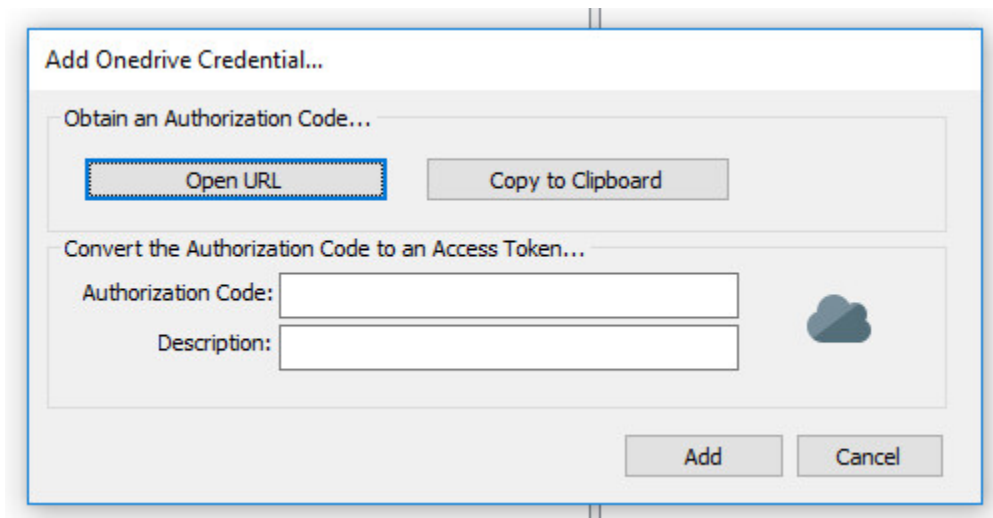 Add Onedrive Credential...
Obtain an Authorization Code...
Open URL Copy to Clipboard
Convert the Authorization Code to an Access Token...
Authorization Code:
Description:
Add Cancel